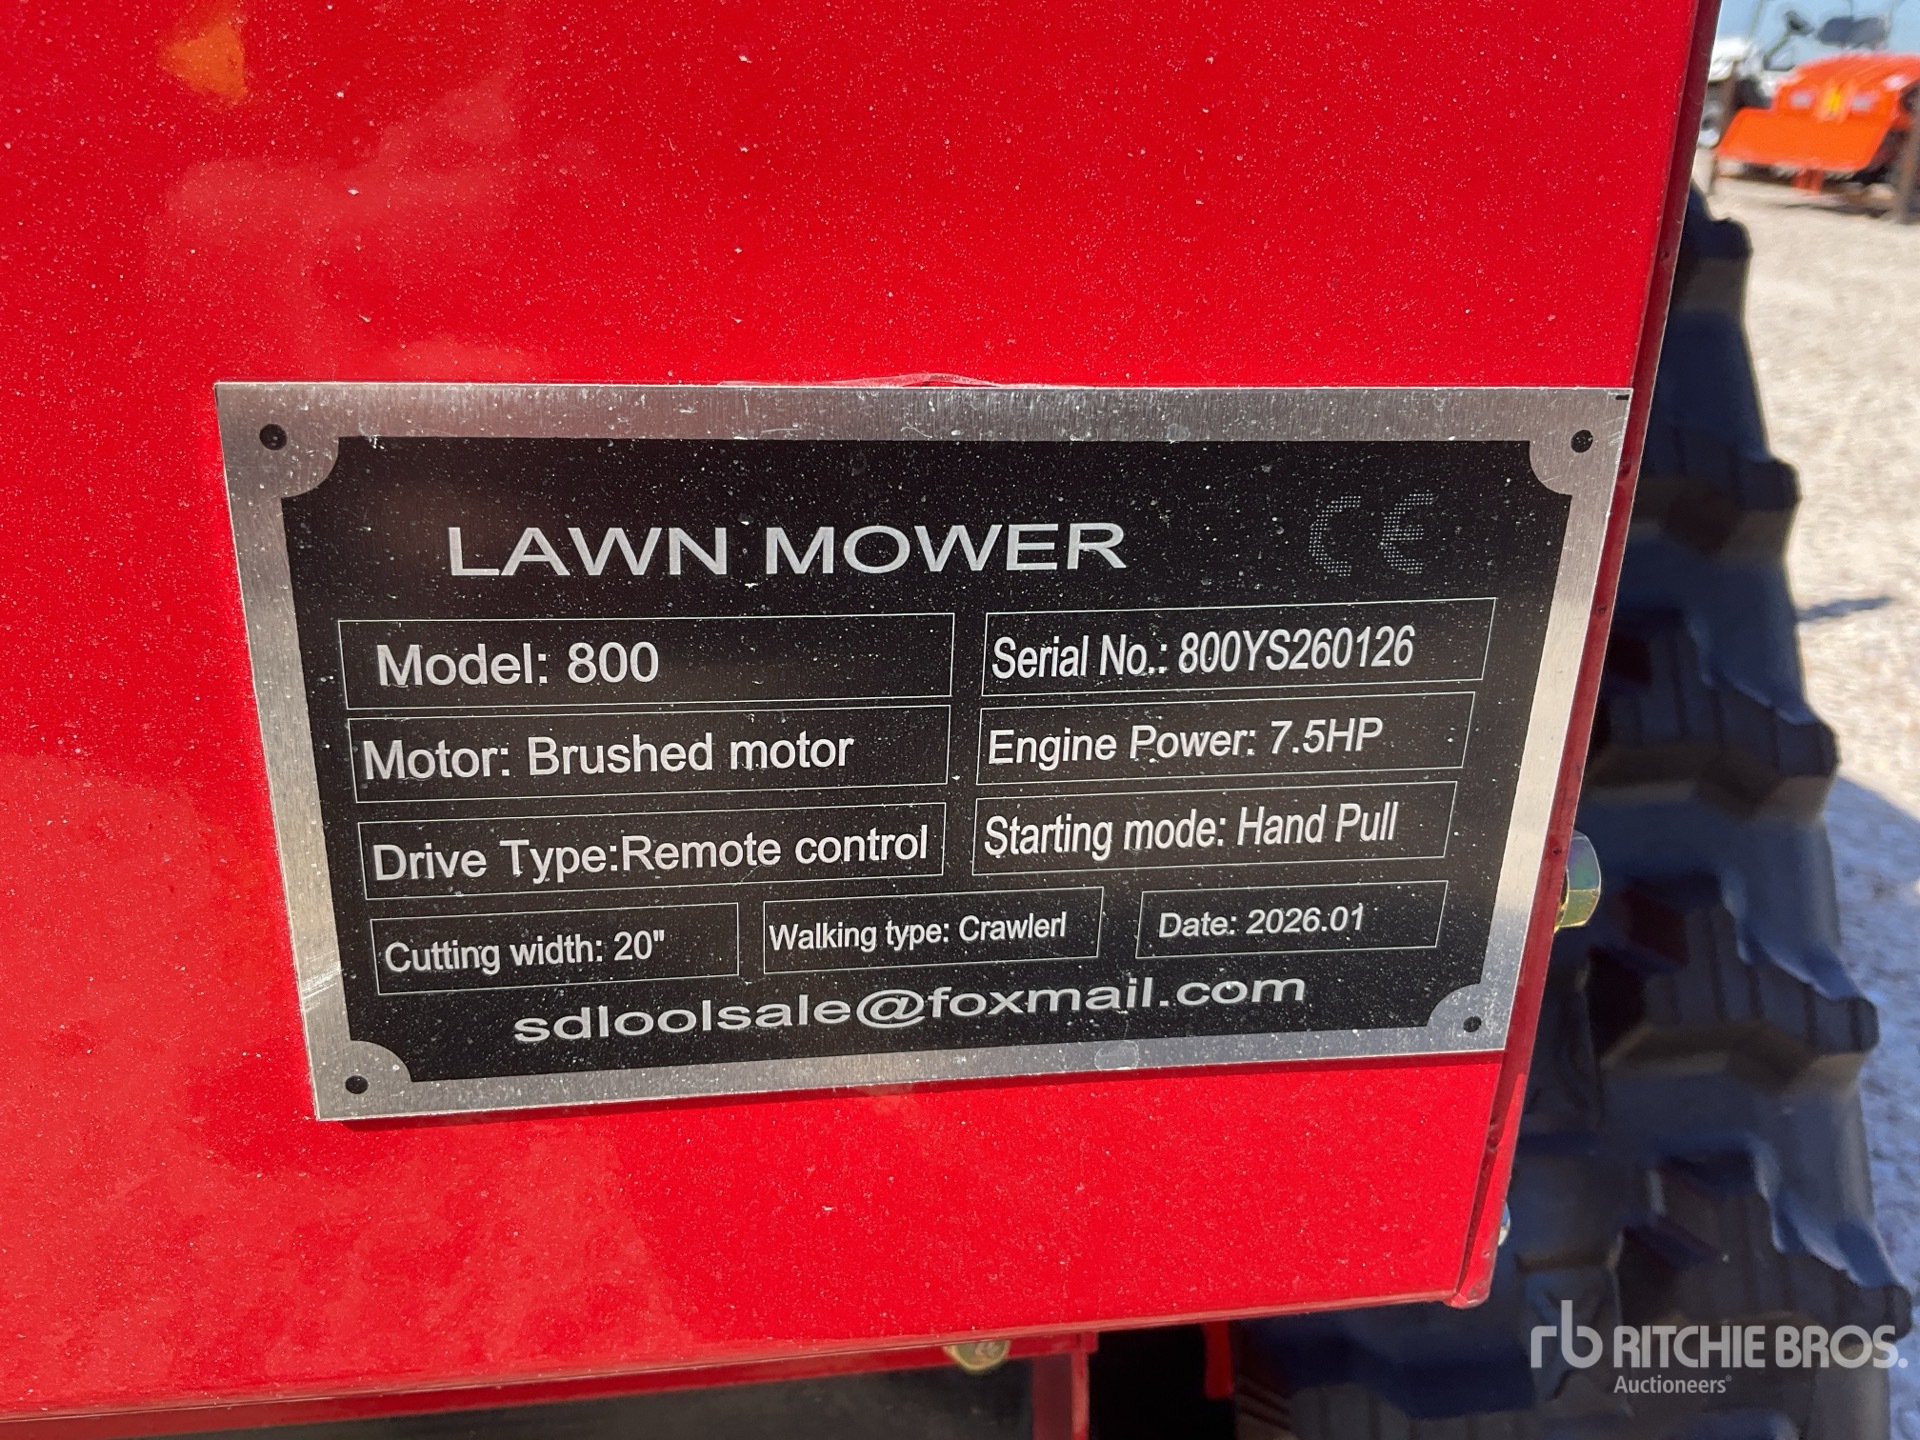 LAWN MOWER CE
Model: 800
Serial No.: 800YS260126
Motor: Brushed motor
Engine Power: 7.5HP
Drive Type:Remote control
Starting mode: Hand Pull
Cutting width: 20"
Walking type: Crawlerl
Date: 2026.01
sdloolsale@foxmail.com
rb RITCHIE BROS.
Auctioneers